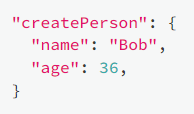 "createPerson": {
  "name": "Bob",
  "age": 36,
}